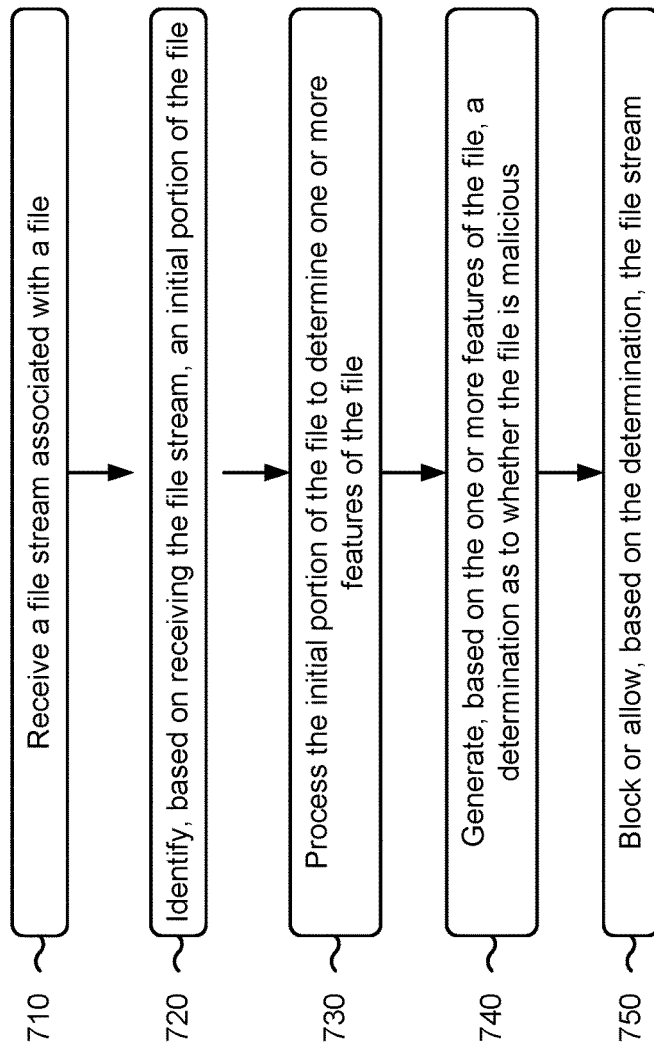 710
Receive a file stream associated with a file
720
Identify, based on receiving the file stream, an initial portion of the file
730
Process the initial portion of the file to determine one or more
features of the file
740
Generate, based on the one or more features of the file, a
determination as to whether the file is malicious
750
Block or allow, based on the determination, the file stream